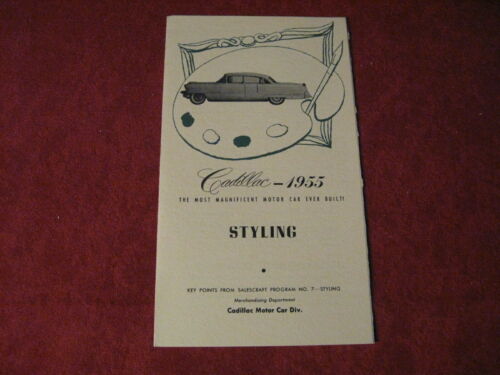 Cadillac — 1955
THE MOST MAGNIFICENT MOTOR CAR EVER BUILT!
STYLING
KEY POINTS FROM SALESCRAFT PROGRAM NO. 7—STYLING
Merchandising Department
Cadillac Motor Car Div.